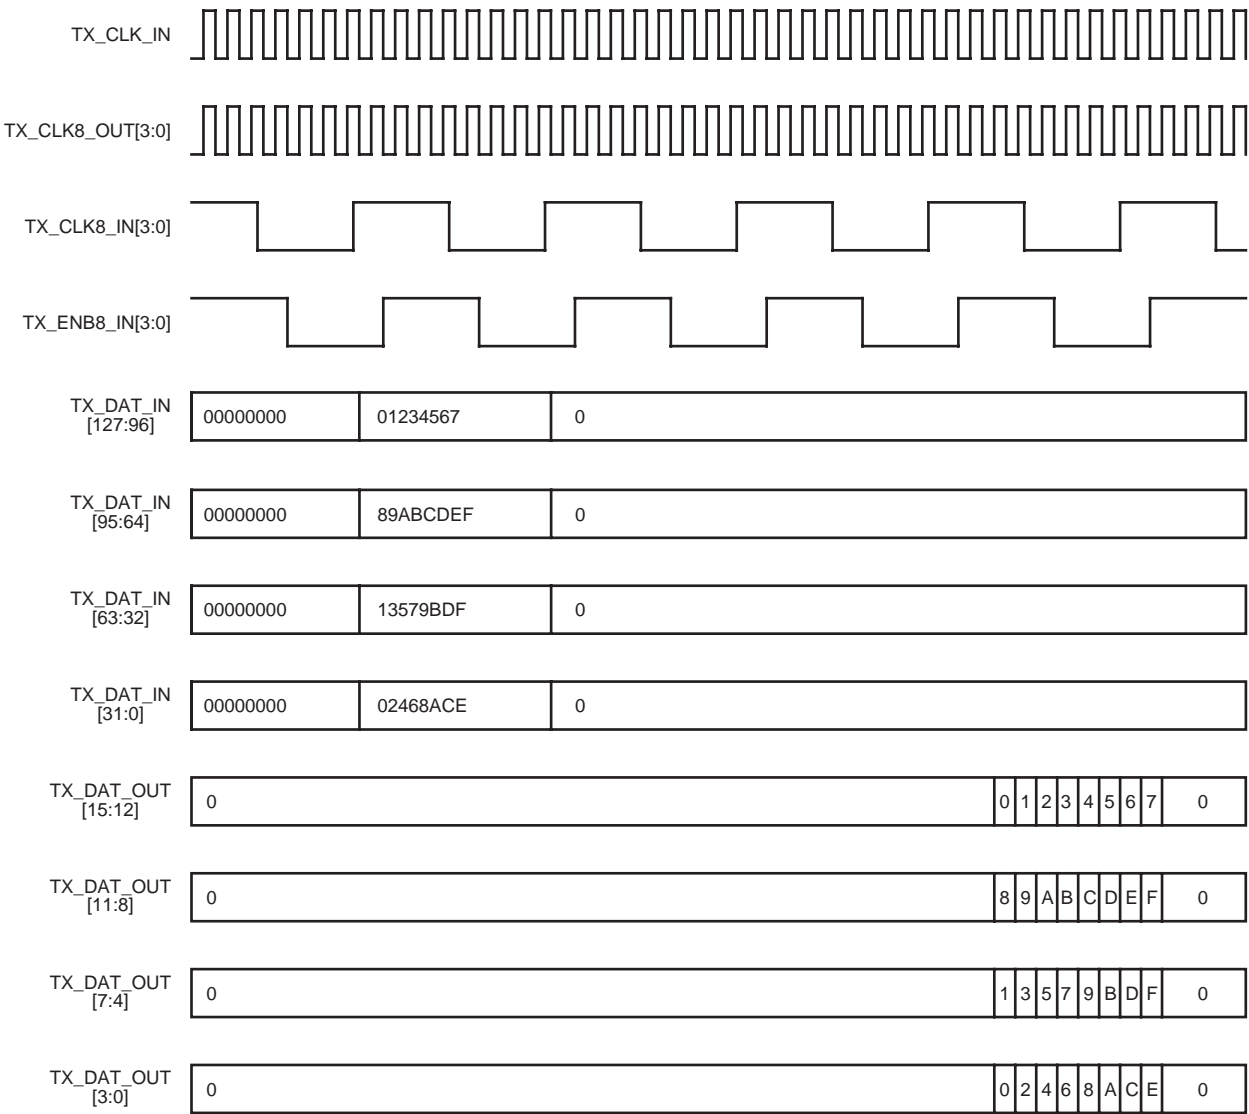 TX_CLK_IN
TX_CLK8_OUT[3:0]
TX_CLK8_IN[3:0]
TX_ENB8_IN[3:0]
TX_DAT_IN
[127:96]
00000000 01234567 0
TX_DAT_IN
[95:64]
00000000 89ABCDEF 0
TX_DAT_IN
[63:32]
00000000 13579BDF 0
TX_DAT_IN
[31:0]
00000000 02468ACE 0
TX_DAT_OUT
[15:12]
0 0 1 2 3 4 5 6 7 0
TX_DAT_OUT
[11:8]
0 8 9 A B C D E F 0
TX_DAT_OUT
[7:4]
0 1 3 5 7 9 B D F 0
TX_DAT_OUT
[3:0]
0 0 2 4 6 8 A C E 0